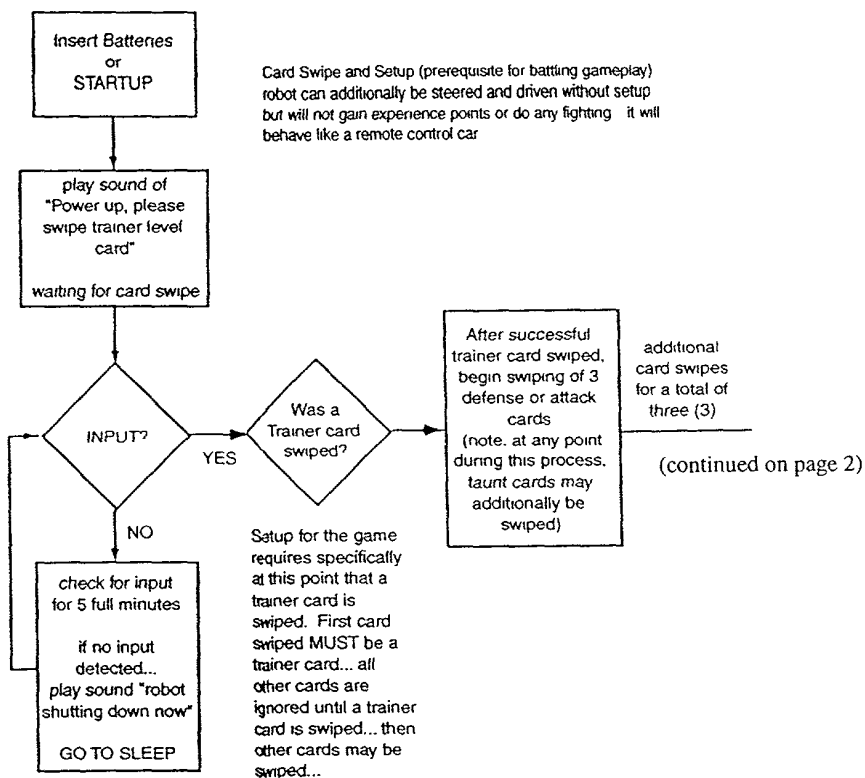 Insert Batteries
or
STARTUP
Card Swipe and Setup (prerequisite for battling gameplay)
robot can additionally be steered and driven without setup
but will not gain experience points or do any fighting it will
behave like a remote control car
play sound of
"Power up, please
swipe trainer level
card"
waiting for card swipe
INPUT?
YES
Was a
Trainer card
swiped?
After successful
trainer card swiped,
begin swiping of 3
defense or attack
cards
(note. at any point
during this process,
taunt cards may
additionally be
swiped)
additional
card swipes
for a total of
three (3)
(continued on page 2)
NO
check for input
for 5 full minutes
if no input
detected...
play sound "robot
shutting down now"
GO TO SLEEP
Setup for the game
requires specifically
at this point that a
trainer card is
swiped. First card
swiped MUST be a
trainer card... all
other cards are
ignored until a trainer
card is swiped... then
other cards may be
swiped...